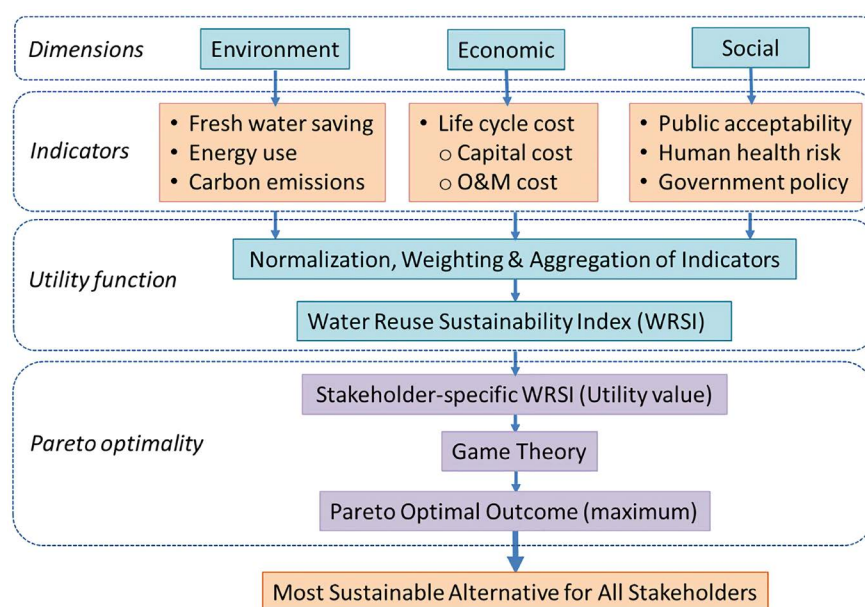 Dimensions
Environment
Economic
Social
Indicators
• Fresh water saving
• Energy use
• Carbon emissions
• Life cycle cost
○ Capital cost
○ O&M cost
• Public acceptability
• Human health risk
• Government policy
Utility function
Normalization, Weighting & Aggregation of Indicators
Water Reuse Sustainability Index (WRSI)
Pareto optimality
Stakeholder-specific WRSI (Utility value)
Game Theory
Pareto Optimal Outcome (maximum)
Most Sustainable Alternative for All Stakeholders